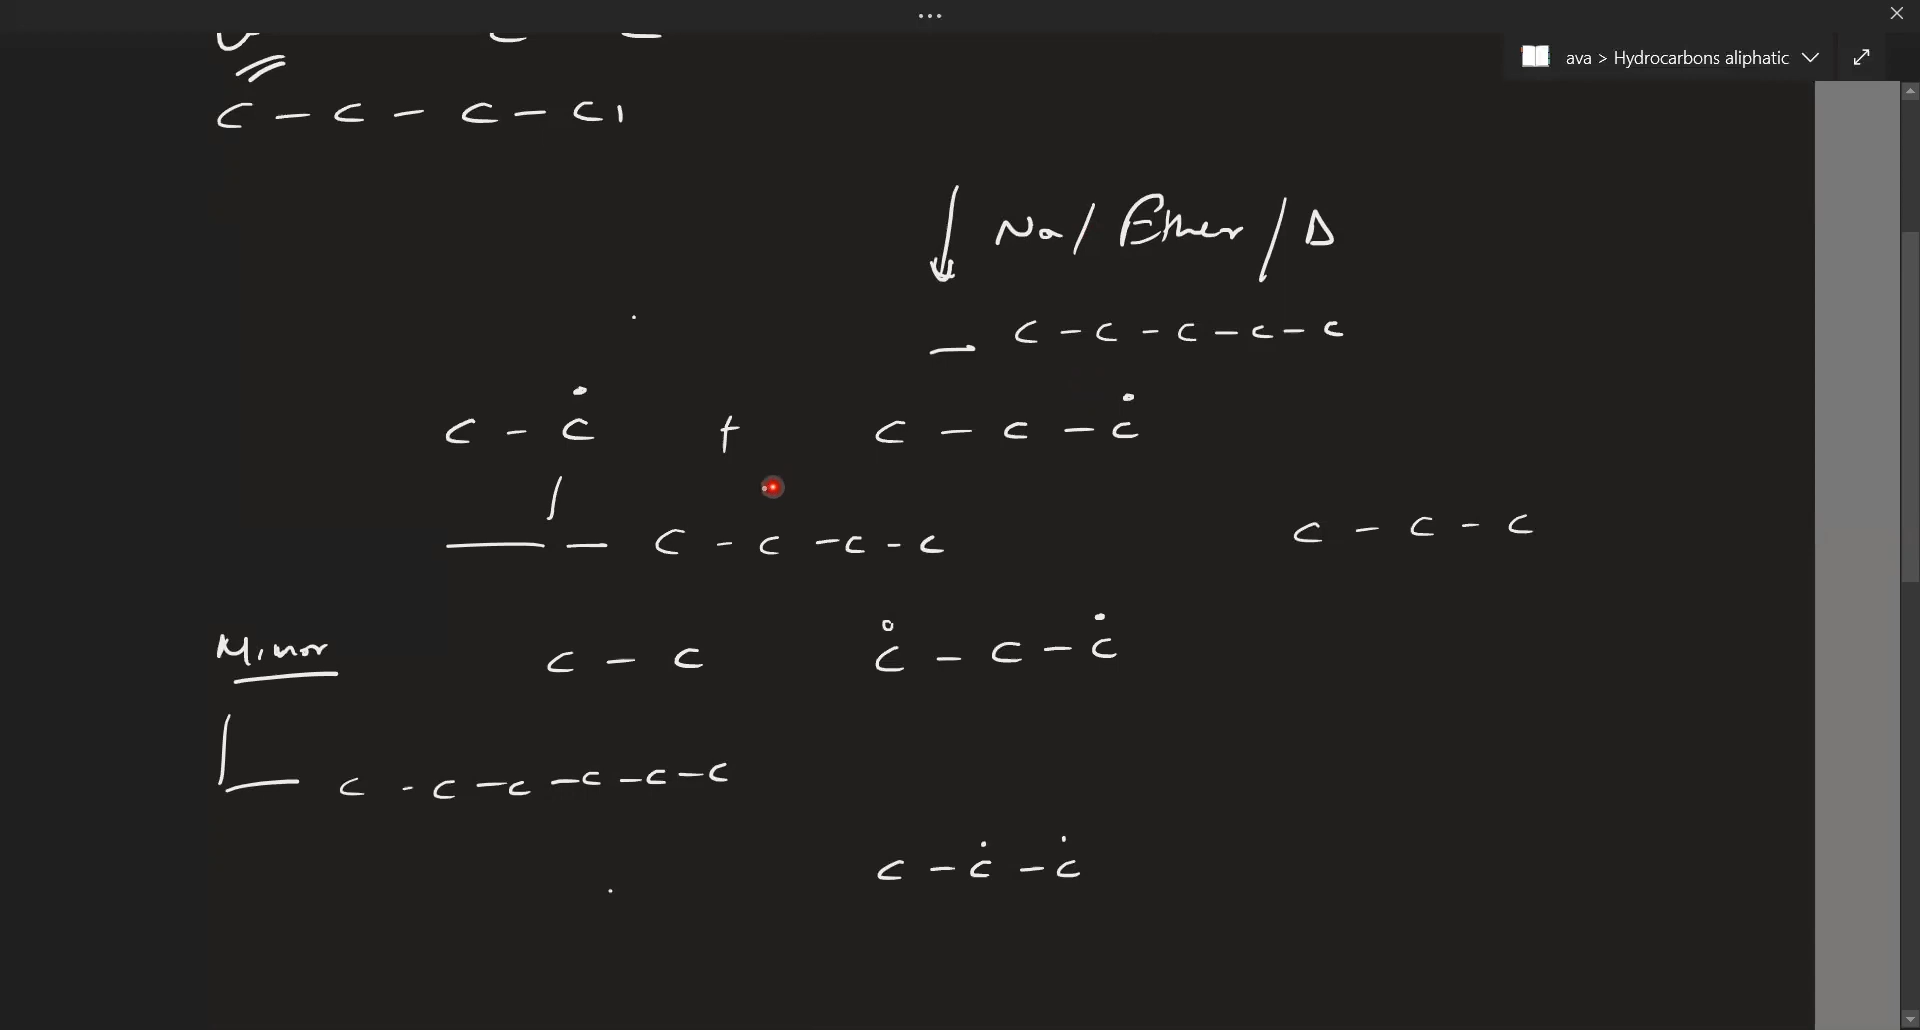 ...
ava > Hydrocarbons aliphatic
C - C - C - Cl
Na / Ether / Δ
C - C - C - C - C
C - Ċ + C - C - Ċ
C - C - C - C
C - C - C
Minor C - C Ċ - C - Ċ
C - C - C - C - C - C
C - Ċ - Ċ